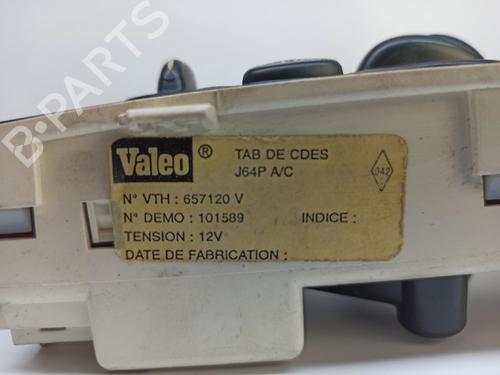 B-PARTS
Valeo ® TAB DE CDES
J64P A/C
042
N° VTH : 657120 V
N° DEMO : 101589 INDICE :
TENSION : 12V
DATE DE FABRICATION :